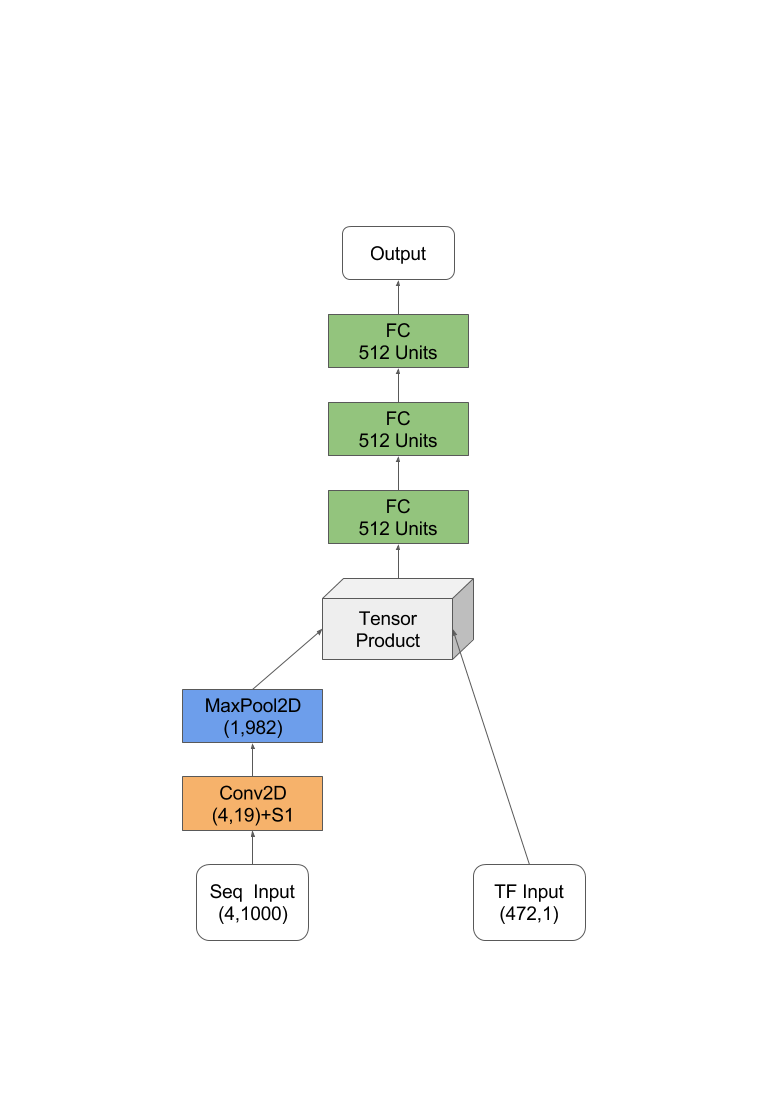 Output
FC
512 Units
FC
512 Units
FC
512 Units
Tensor
Product
MaxPool2D
(1,982)
Conv2D
(4,19)+S1
Seq  Input
(4,1000)
TF Input
(472,1)